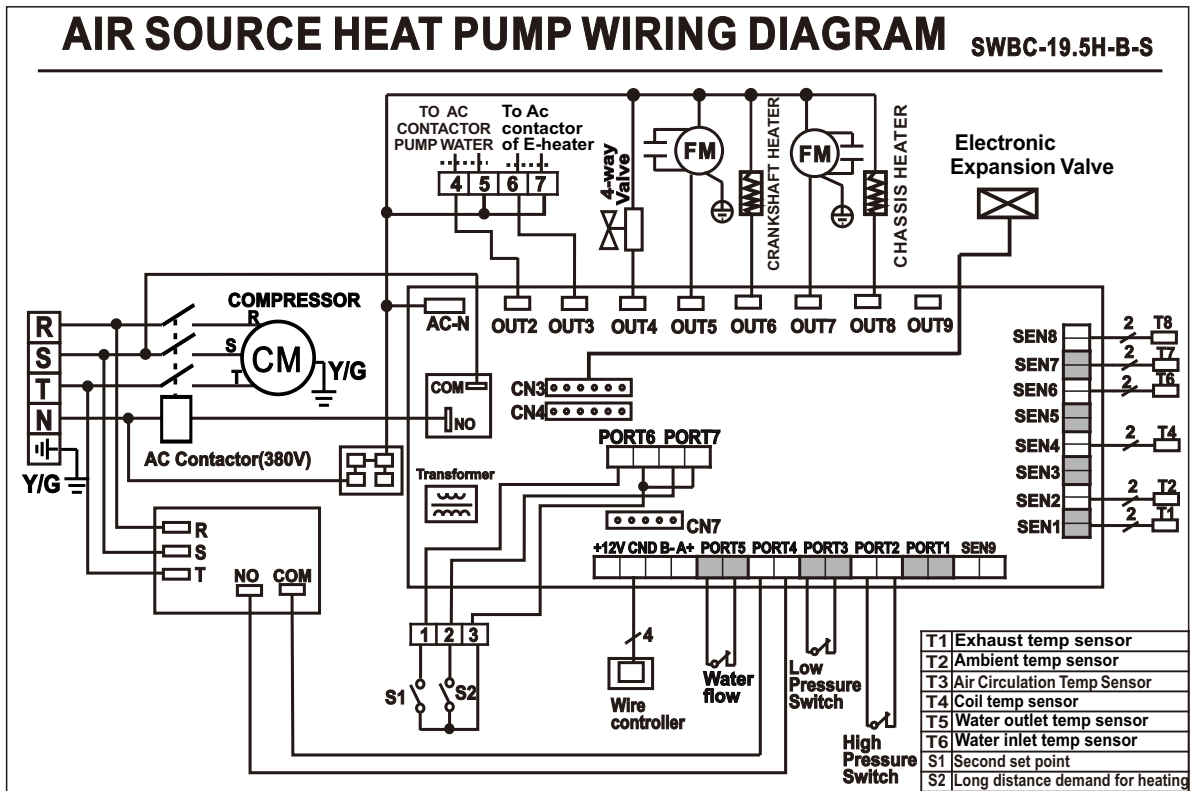 AIR SOURCE HEAT PUMP WIRING DIAGRAM SWBC-19.5H-B-S
TO AC
CONTACTOR
PUMP WATER
To Ac
contactor
of E-heater
4 5 6 7
4-way
Valve
FM
CRANKSHAFT HEATER
FM
CHASSIS HEATER
Electronic
Expansion Valve
AC-N
OUT2
OUT3
OUT4
OUT5
OUT6
OUT7
OUT8
OUT9
R
S
T
N
Y/G
COMPRESSOR
R
S
T
CM
Y/G
AC Contactor(380V)
COM
NO
Transformer
CN3
CN4
PORT6 PORT7
CN7
+12V CND B- A+ PORT5 PORT4 PORT3 PORT2 PORT1 SEN9
SEN8 2 T8
SEN7 2 T7
SEN6 2 T6
SEN5
SEN4 2 T4
SEN3
SEN2 2 T2
SEN1 2 T1
R
S
T
NO COM
1 2 3
S1
S2
4
Wire
controller
Water
flow
Low
Pressure
Switch
High
Pressure
Switch
T1 Exhaust temp sensor
T2 Ambient temp sensor
T3 Air Circulation Temp Sensor
T4 Coil temp sensor
T5 Water outlet temp sensor
T6 Water inlet temp sensor
S1 Second set point
S2 Long distance demand for heating